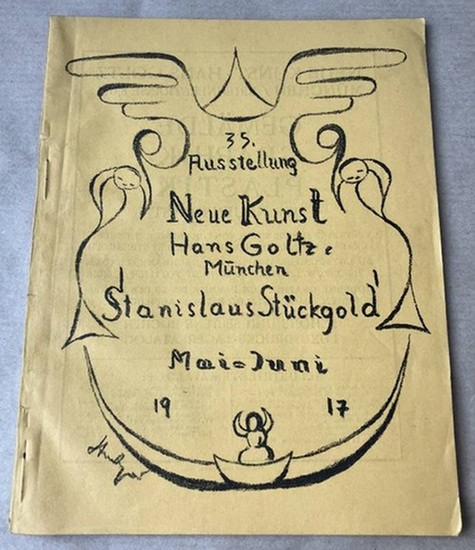 35.
Ausstellung
Neue Kunst
Hans Goltz,
München
Stanislaus Stückgold
Mai=Juni
19 17